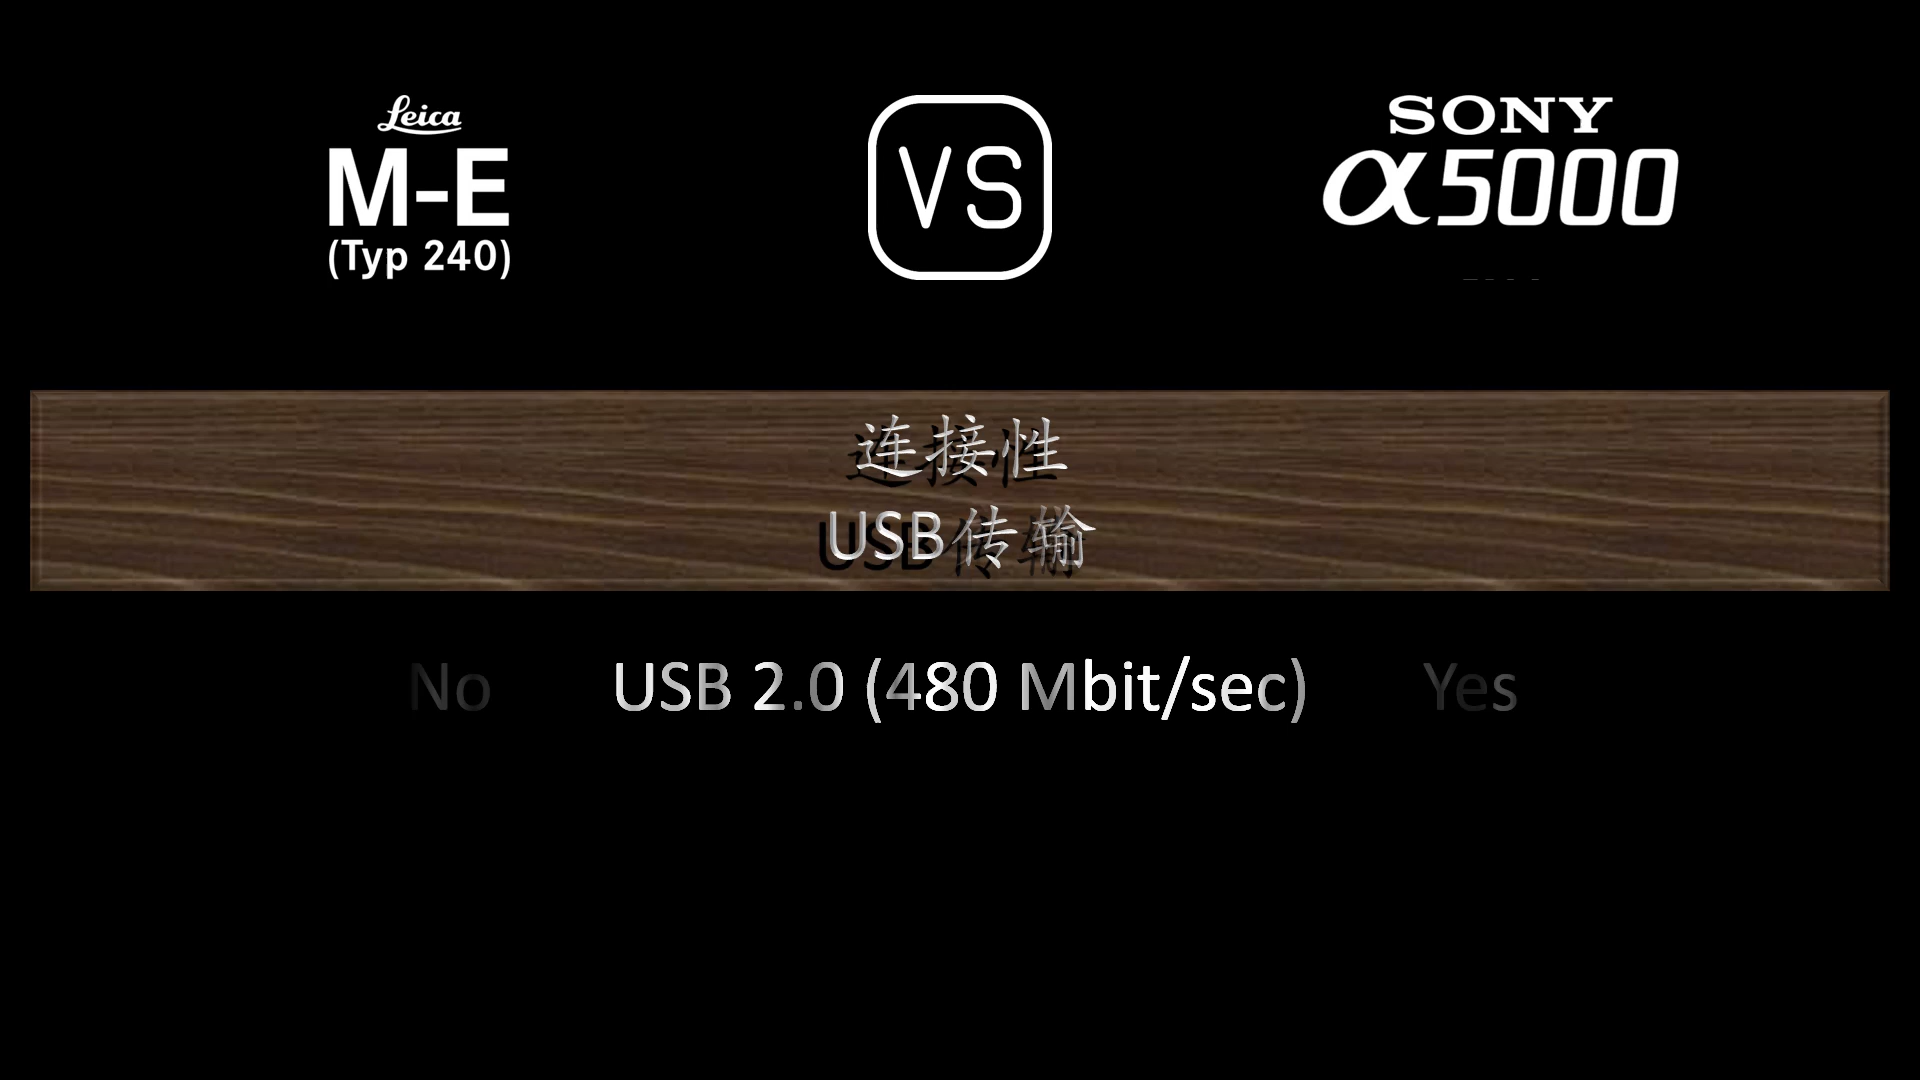 Leica
M-E
(Typ 240)
VS
SONY
α5000
连接性
USB传输
No
USB 2.0 (480 Mbit/sec)
Yes